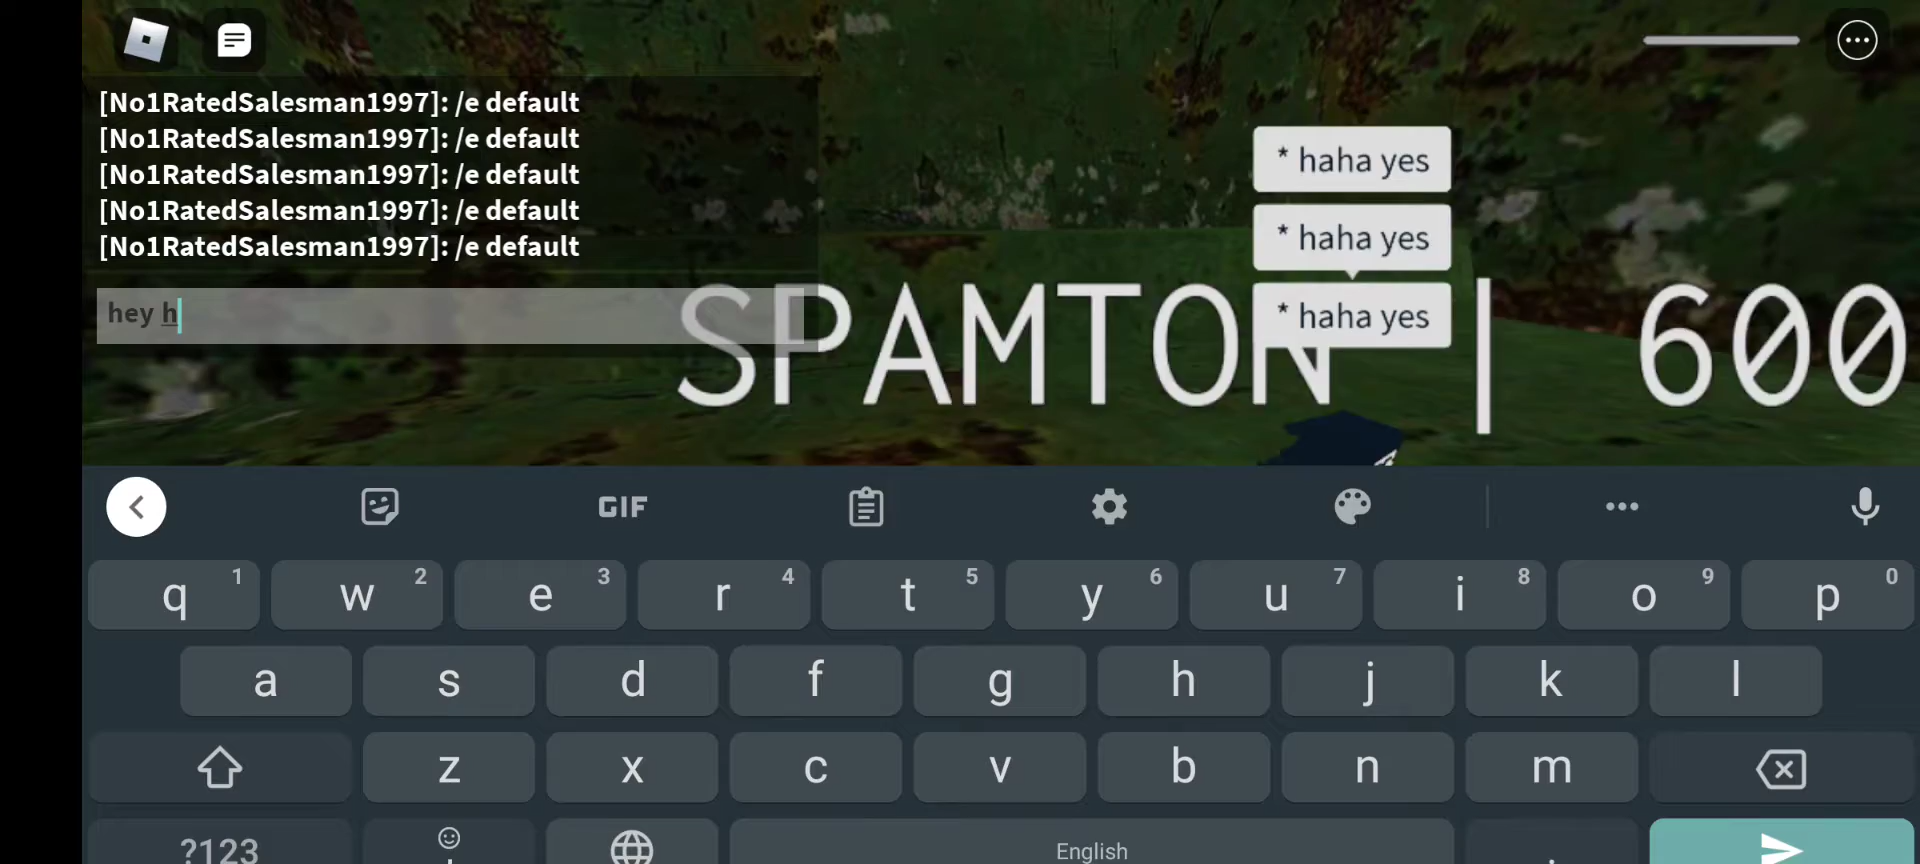 [No1RatedSalesman1997]: /e default
[No1RatedSalesman1997]: /e default
[No1RatedSalesman1997]: /e default
[No1RatedSalesman1997]: /e default
[No1RatedSalesman1997]: /e default
hey h
* haha yes
* haha yes
* haha yes
SPAMTON | 600
GIF
q 1 w 2 e 3 r 4 t 5 y 6 u 7 i 8 o 9 p 0
a s d f g h j k l
z x c v b n m
?123 , English .